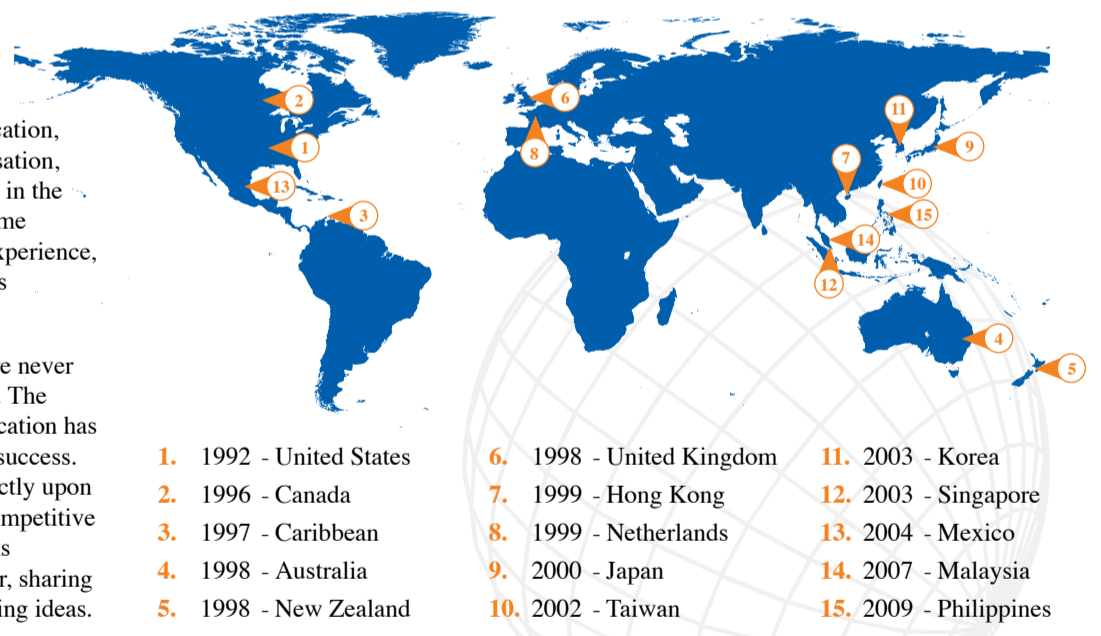 cation,
sation,
in the
me
xperience,
s
re never
. The
cation has
success.
ctly upon
mpetitive
s
r, sharing
ing ideas.
2
1
13
3
6
8
11
9
7
10
15
14
12
4
5
1. 1992 - United States
2. 1996 - Canada
3. 1997 - Caribbean
4. 1998 - Australia
5. 1998 - New Zealand
6. 1998 - United Kingdom
7. 1999 - Hong Kong
8. 1999 - Netherlands
9. 2000 - Japan
10. 2002 - Taiwan
11. 2003 - Korea
12. 2003 - Singapore
13. 2004 - Mexico
14. 2007 - Malaysia
15. 2009 - Philippines